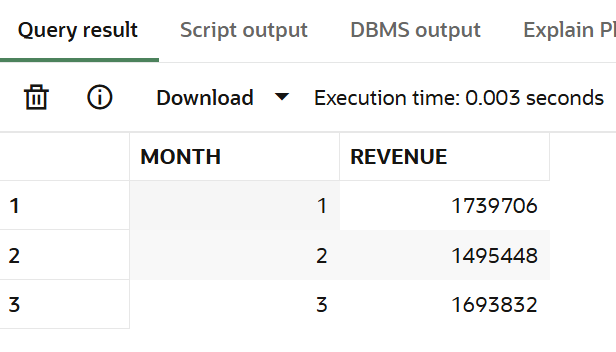 Query result Script output DBMS output Explain Pl
Download Execution time: 0.003 seconds
MONTH REVENUE
1 1 1739706
2 2 1495448
3 3 1693832